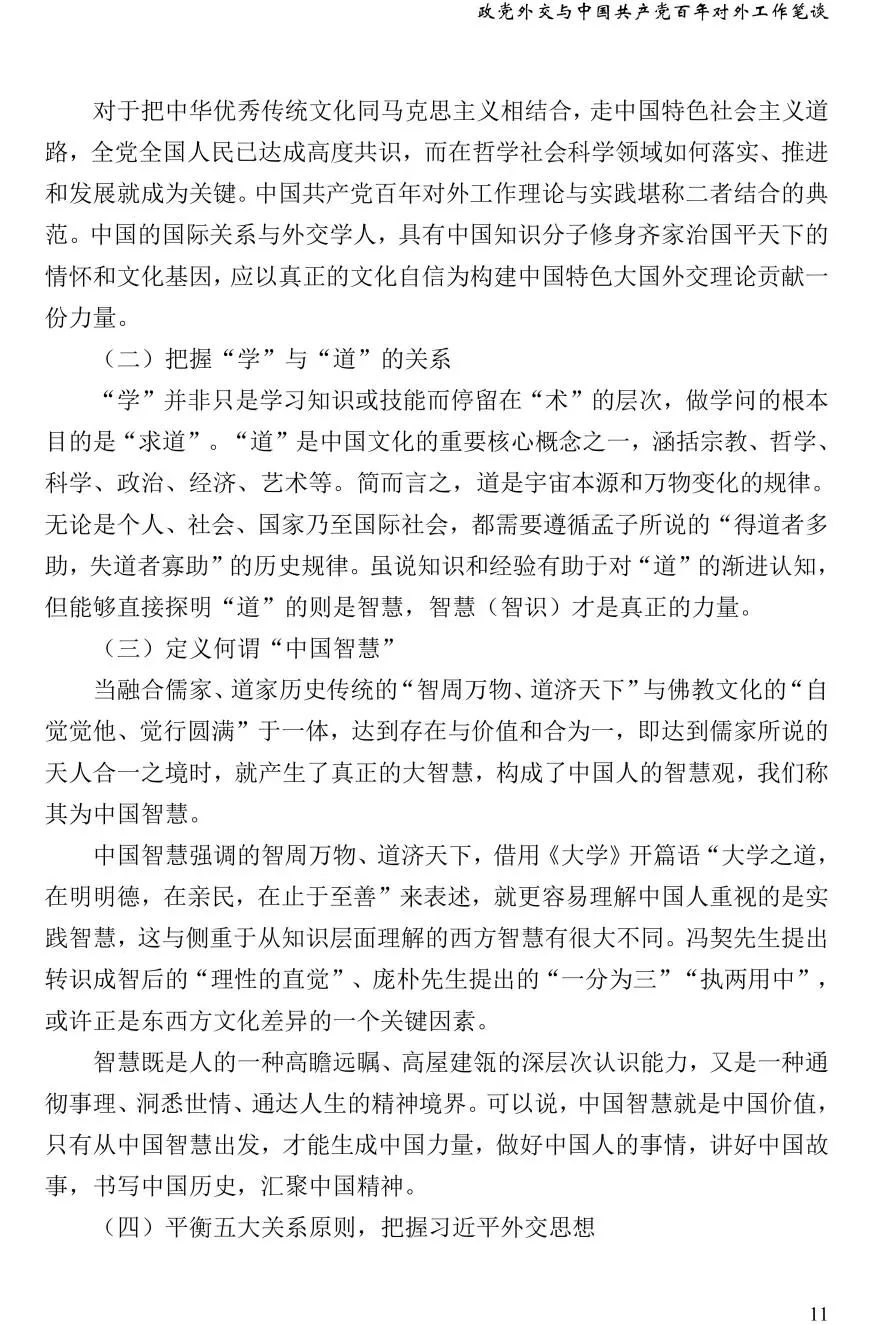 政党外交与中国共产党百年对外工作笔谈
对于把中华优秀传统文化同马克思主义相结合，走中国特色社会主义道
路，全党全国人民已达成高度共识，而在哲学社会科学领域如何落实、推进
和发展就成为关键。中国共产党百年对外工作理论与实践堪称二者结合的典
范。中国的国际关系与外交学人，具有中国知识分子修身齐家治国平天下的
情怀和文化基因，应以真正的文化自信为构建中国特色大国外交理论贡献一
份力量。
（二）把握“学”与“道”的关系
“学”并非只是学习知识或技能而停留在“术”的层次，做学问的根本
目的是“求道”。“道”是中国文化的重要核心概念之一，涵括宗教、哲学、
科学、政治、经济、艺术等。简而言之，道是宇宙本源和万物变化的规律。
无论是个人、社会、国家乃至国际社会，都需要遵循孟子所说的“得道者多
助，失道者寡助”的历史规律。虽说知识和经验有助于对“道”的渐进认知，
但能够直接探明“道”的则是智慧，智慧（智识）才是真正的力量。
（三）定义何谓“中国智慧”
当融合儒家、道家历史传统的“智周万物、道济天下”与佛教文化的“自
觉觉他、觉行圆满”于一体，达到存在与价值和合为一，即达到儒家所说的
天人合一之境时，就产生了真正的大智慧，构成了中国人的智慧观，我们称
其为中国智慧。
中国智慧强调的智周万物、道济天下，借用《大学》开篇语“大学之道，
在明明德，在亲民，在止于至善”来表述，就更容易理解中国人重视的是实
践智慧，这与侧重于从知识层面理解的西方智慧有很大不同。冯契先生提出
转识成智后的“理性的直觉”、庞朴先生提出的“一分为三”“执两用中”，
或许正是东西方文化差异的一个关键因素。
智慧既是人的一种高瞻远瞩、高屋建瓴的深层次认识能力，又是一种通
彻事理、洞悉世情、通达人生的精神境界。可以说，中国智慧就是中国价值，
只有从中国智慧出发，才能生成中国力量，做好中国人的事情，讲好中国故
事，书写中国历史，汇聚中国精神。
（四）平衡五大关系原则，把握习近平外交思想
11